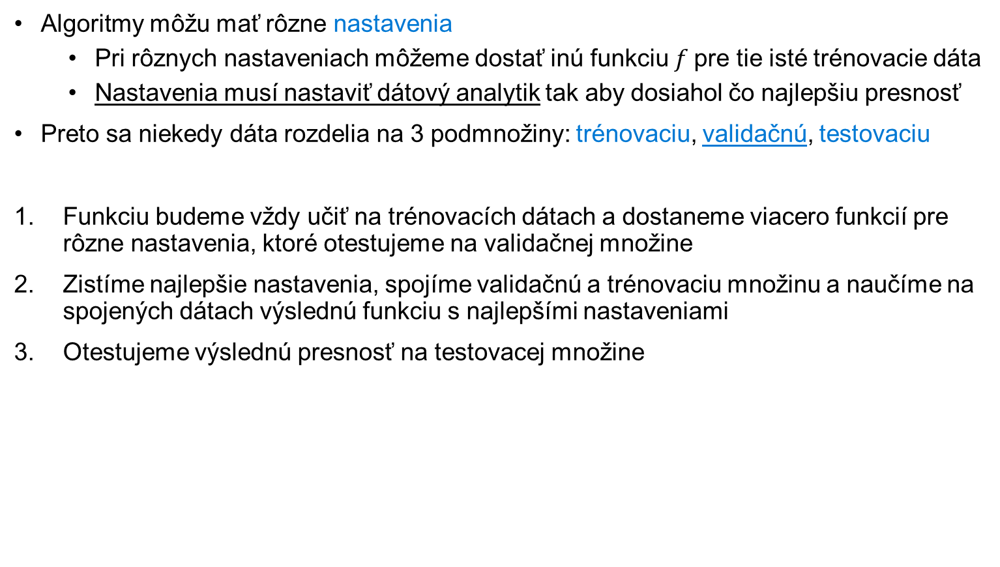 • Algoritmy môžu mať rôzne nastavenia
• Pri rôznych nastaveniach môžeme dostať inú funkciu f pre tie isté trénovacie dáta
• Nastavenia musí nastaviť dátový analytik tak aby dosiahol čo najlepšiu presnosť
• Preto sa niekedy dáta rozdelia na 3 podmnožiny: trénovaciu, validačnú, testovaciu
1. Funkciu budeme vždy učiť na trénovacích dátach a dostaneme viacero funkcií pre
rôzne nastavenia, ktoré otestujeme na validačnej množine
2. Zistíme najlepšie nastavenia, spojíme validačnú a trénovaciu množinu a naučíme na
spojených dátach výslednú funkciu s najlepšími nastaveniami
3. Otestujeme výslednú presnosť na testovacej množine